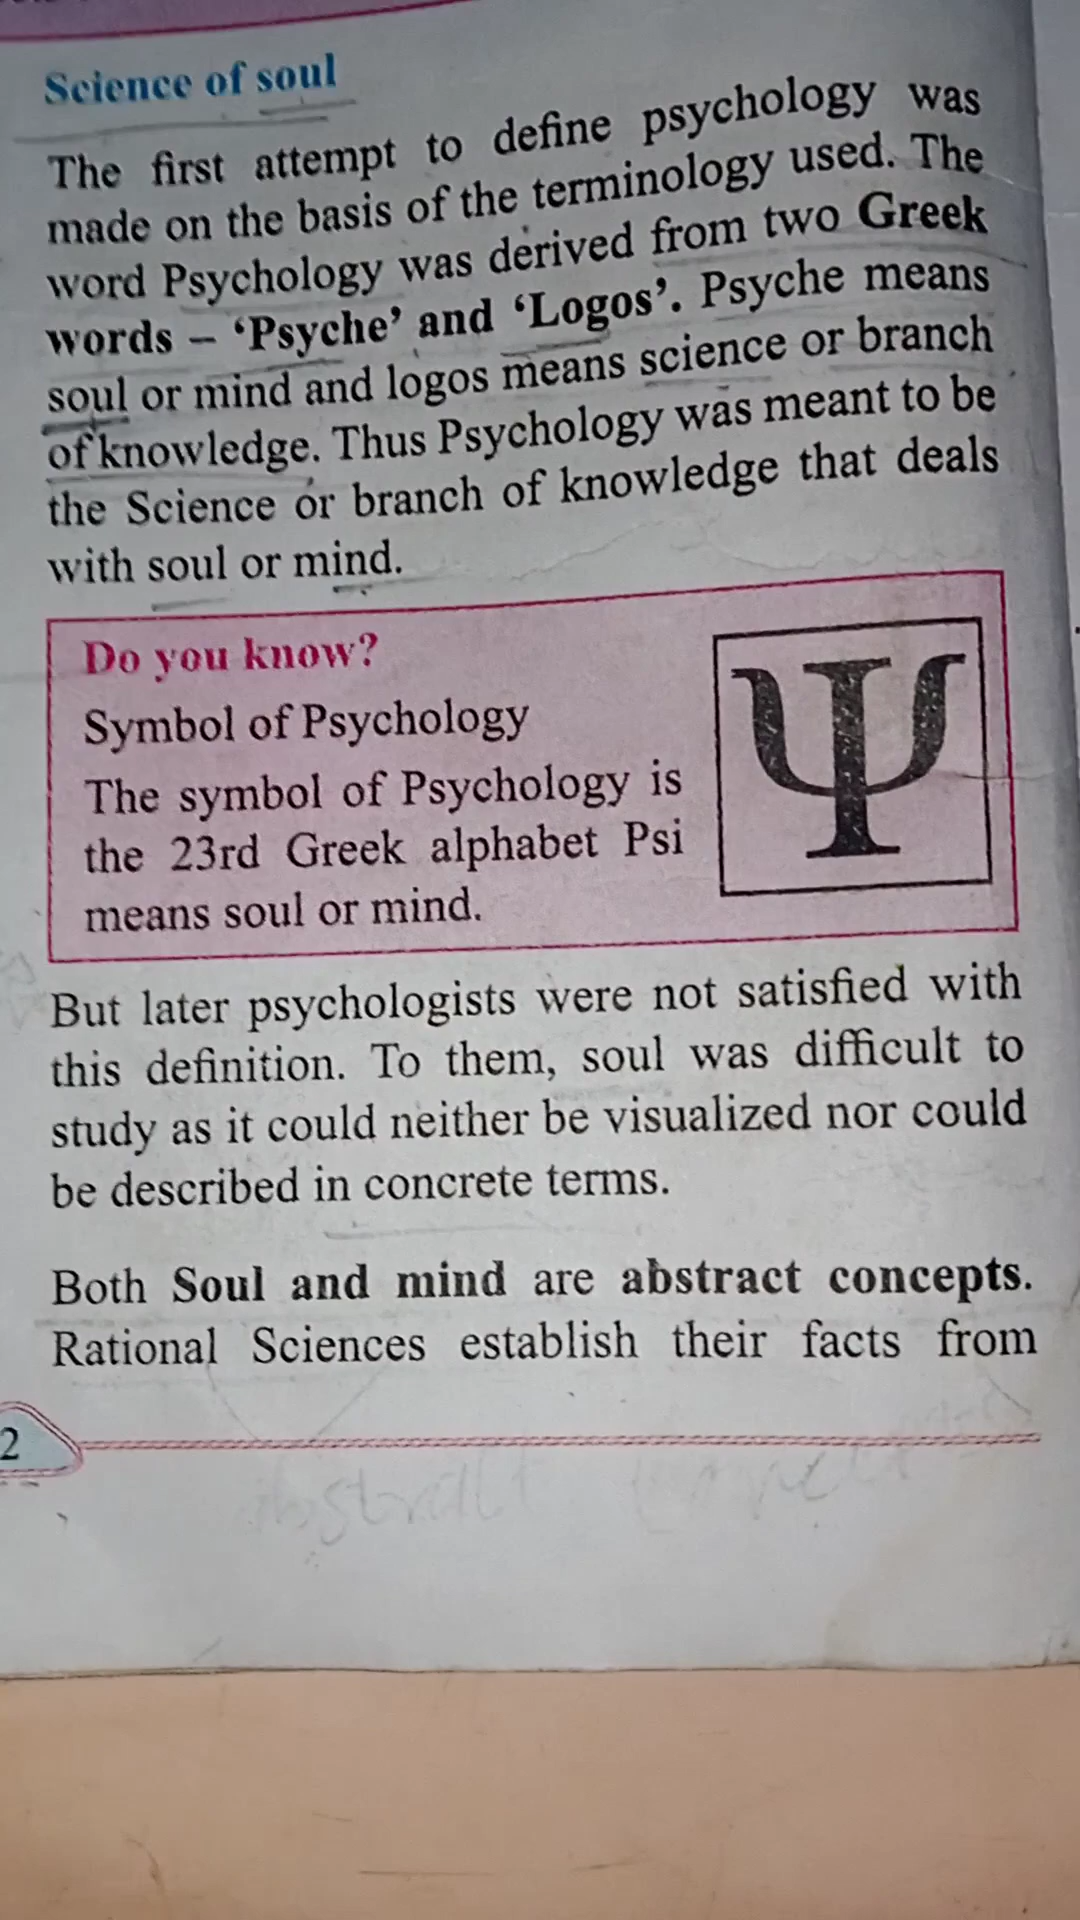 Science of soul
The first attempt to define psychology was
made on the basis of the terminology used. The
word Psychology was derived from two Greek
words – ‘Psyche’ and ‘Logos’. Psyche means
soul or mind and logos means science or branch
of knowledge. Thus Psychology was meant to be
the Science or branch of knowledge that deals
with soul or mind.
Do you know?
Symbol of Psychology
The symbol of Psychology is
the 23rd Greek alphabet Psi
means soul or mind.
Ψ
But later psychologists were not satisfied with
this definition. To them, soul was difficult to
study as it could neither be visualized nor could
be described in concrete terms.
Both Soul and mind are abstract concepts.
Rational Sciences establish their facts from
2